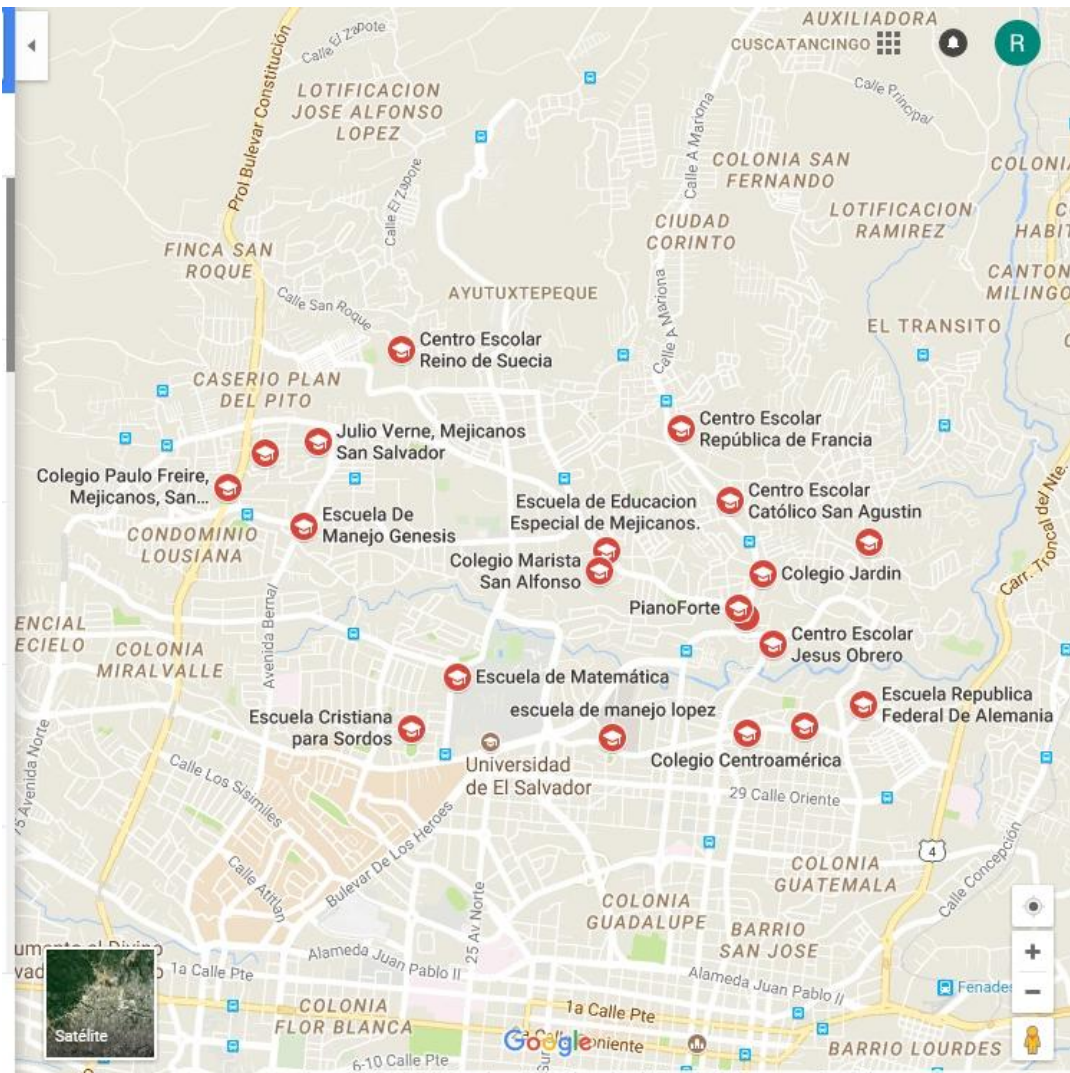 AUXILIADORA
CUSCATANCINGO
R
Calle El Zapote
Calle Principal
Prol Bulevar Constitución
LOTIFICACION
JOSE ALFONSO
LOPEZ
Calle A Mariona
COLONIA SAN
FERNANDO
COLONIA
Calle El Zapote
CIUDAD
CORINTO
LOTIFICACION
RAMIREZ
HABIT
FINCA SAN
ROQUE
CANTON
MILINGO
Calle San Roque
AYUTUXTEPEQUE
Calle A Mariona
EL TRANSITO
Centro Escolar
Reino de Suecia
CASERIO PLAN
DEL PITO
Centro Escolar
República de Francia
Julio Verne, Mejicanos
San Salvador
Colegio Paulo Freire,
Mejicanos, San...
Centro Escolar
Católico San Agustin
Escuela de Educacion
Especial de Mejicanos.
Escuela De
Manejo Genesis
CONDOMINIO
LOUSIANA
Carr. Troncal del Nte.
Colegio Marista
San Alfonso
Colegio Jardin
PianoForte
ENCIAL
ECIELO
COLONIA
MIRALVALLE
Avenida Bernal
Centro Escolar
Jesus Obrero
Escuela de Matemática
Escuela Republica
Federal De Alemania
Escuela Cristiana
para Sordos
escuela de manejo lopez
Colegio Centroamérica
Universidad
de El Salvador
75 Avenida Norte
Calle Los Sisimiles
29 Calle Oriente
4
Calle Concepción
Calle Atitlan
Bulevar De Los Heroes
COLONIA
GUATEMALA
COLONIA
GUADALUPE
25 Av Norte
BARRIO
SAN JOSE
Alameda Juan Pablo II
1a Calle Pte
Alameda Juan Pablo II
Fenades
Satélite
COLONIA
FLOR BLANCA
1a Calle Pte
Google
6-10 Calle Pte
BARRIO LOURDES